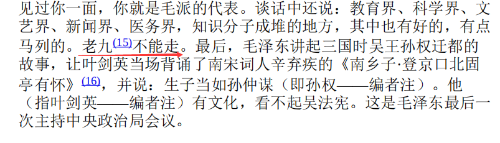 见过你一面，你就是毛派的代表。谈话中还说：教育界、科学界、文
艺界、新闻界、医务界，知识分子成堆的地方，其中也有好的，有点
马列的。老九(15)不能走。最后，毛泽东讲起三国时吴王孙权迁都的
故事，让叶剑英当场背诵了南宋词人辛弃疾的《南乡子·登京口北固
亭有怀》(16)，并说：生子当如孙仲谋（即孙权——编者注）。他
（指叶剑英——编者注）有文化，看不起吴法宪。这是毛泽东最后一
次主持中央政治局会议。